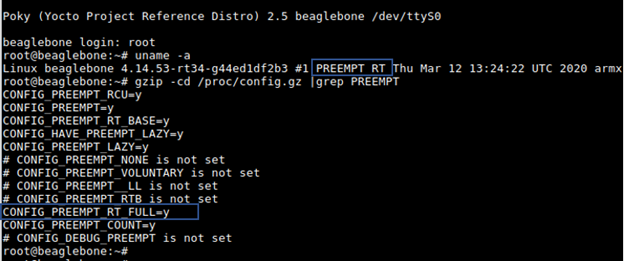 Poky (Yocto Project Reference Distro) 2.5 beaglebone /dev/ttyS0
beaglebone login: root
root@beaglebone:~# uname -a
Linux beaglebone 4.14.53-rt34-g44ed1df2b3 #1 PREEMPT RT Thu Mar 12 13:24:22 UTC 2020 armv
root@beaglebone:~# gzip -cd /proc/config.gz |grep PREEMPT
CONFIG_PREEMPT_RCU=y
CONFIG_PREEMPT=y
CONFIG_PREEMPT_RT_BASE=y
CONFIG_HAVE_PREEMPT_LAZY=y
CONFIG_PREEMPT_LAZY=y
# CONFIG_PREEMPT_NONE is not set
# CONFIG_PREEMPT_VOLUNTARY is not set
# CONFIG_PREEMPT__LL is not set
# CONFIG_PREEMPT_RTB is not set
CONFIG_PREEMPT_RT_FULL=y
CONFIG_PREEMPT_COUNT=y
# CONFIG_DEBUG_PREEMPT is not set
root@beaglebone:~#